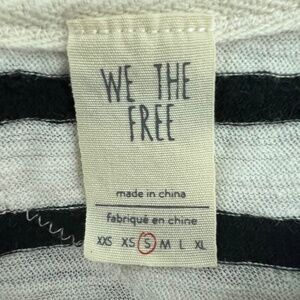 WE THE
FREE
made in china
fabriqué en chine
XXS XS S M L XL